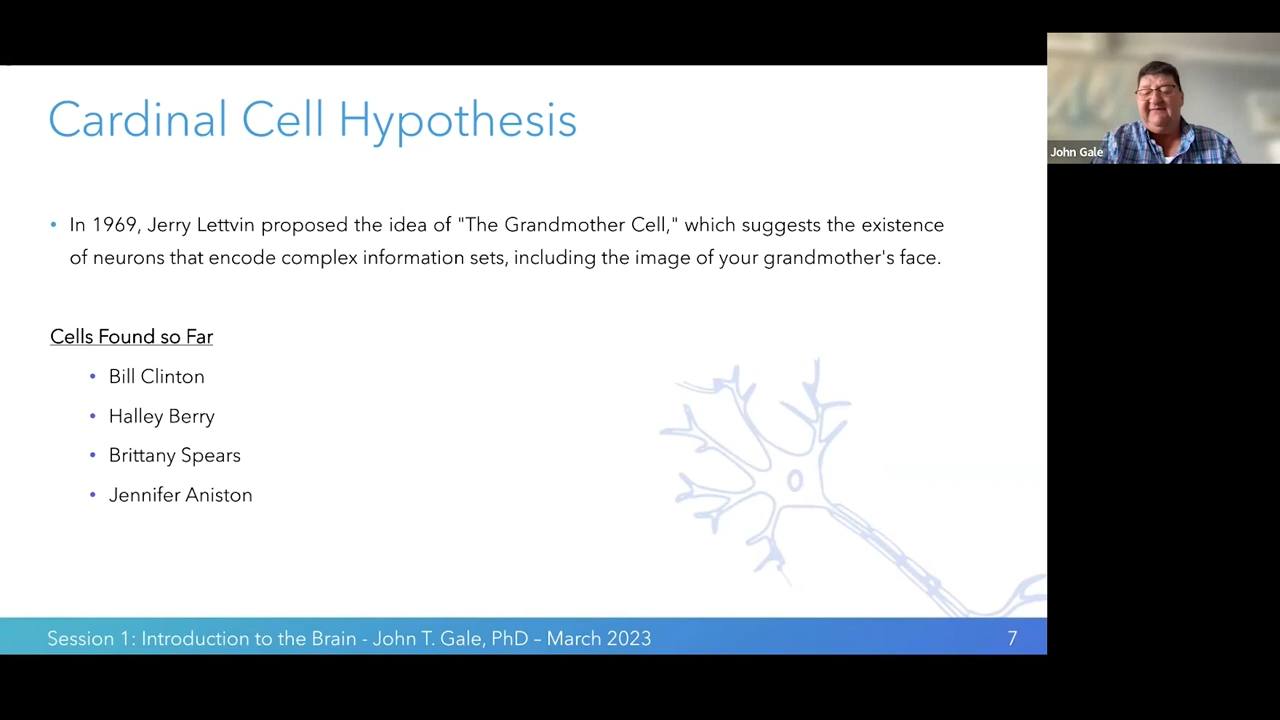 Cardinal Cell Hypothesis
• In 1969, Jerry Lettvin proposed the idea of "The Grandmother Cell," which suggests the existence
of neurons that encode complex information sets, including the image of your grandmother's face.
Cells Found so Far
• Bill Clinton
• Halley Berry
• Brittany Spears
• Jennifer Aniston
Session 1: Introduction to the Brain - John T. Gale, PhD – March 2023
7
John Gale